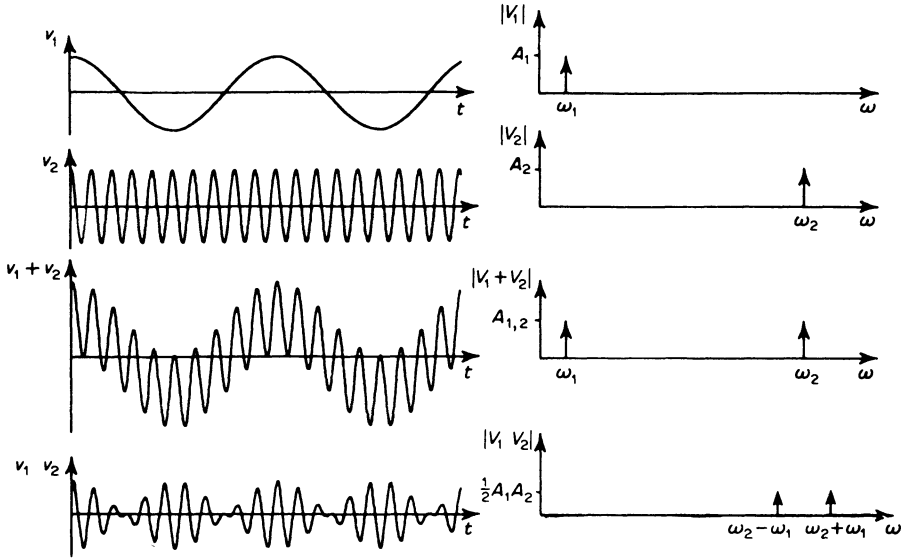 v₁
t
|V₁|
A₁
ω₁
ω
v₂
t
|V₂|
A₂
ω₂
ω
v₁ + v₂
t
|V₁ + V₂|
A₁,₂
ω₁
ω₂
ω
v₁ v₂
t
|V₁ V₂|
½A₁A₂
ω₂−ω₁
ω₂+ω₁
ω